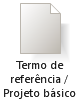 Termo de
referência /
Projeto básico